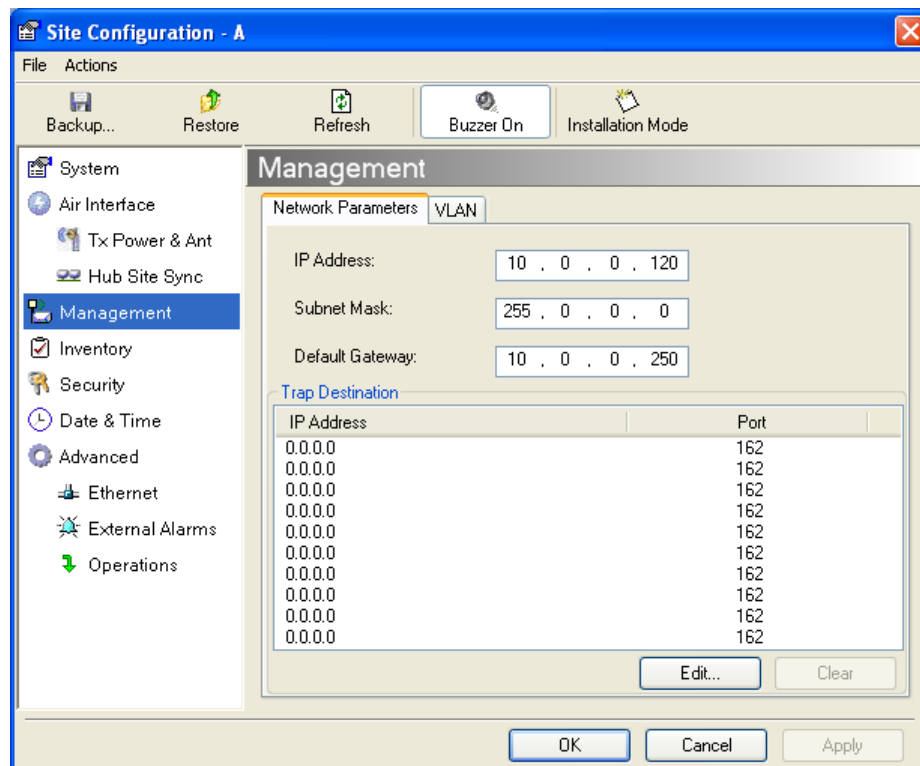 Site Configuration - A
File Actions
Backup... Restore Refresh Buzzer On Installation Mode
System
Air Interface
Tx Power & Ant
Hub Site Sync
Management
Inventory
Security
Date & Time
Advanced
Ethernet
External Alarms
Operations
Management
Network Parameters VLAN
IP Address: 10 . 0 . 0 . 120
Subnet Mask: 255 . 0 . 0 . 0
Default Gateway: 10 . 0 . 0 . 250
Trap Destination
IP Address Port
0.0.0.0 162
0.0.0.0 162
0.0.0.0 162
0.0.0.0 162
0.0.0.0 162
0.0.0.0 162
0.0.0.0 162
0.0.0.0 162
0.0.0.0 162
0.0.0.0 162
Edit... Clear
OK Cancel Apply